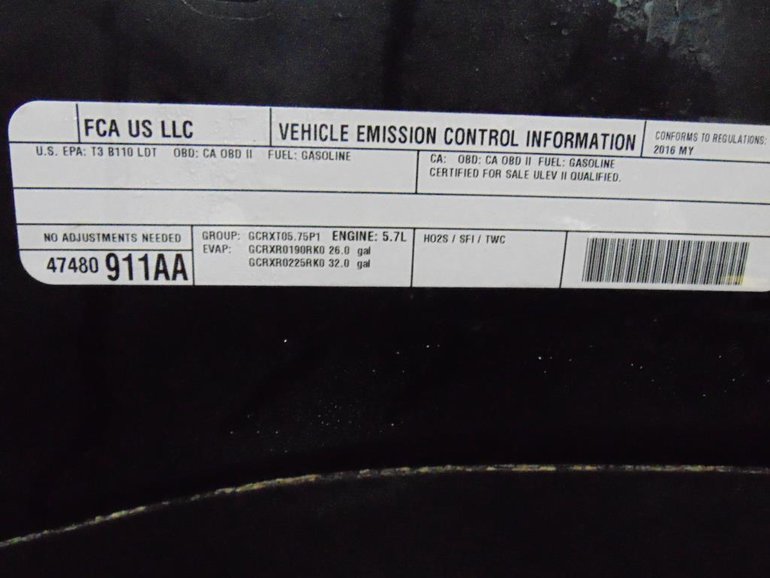 FCA US LLC
VEHICLE EMISSION CONTROL INFORMATION
CONFORMS TO REGULATIONS:
2016 MY
U.S. EPA: T3 B110 LDT OBD: CA OBD II FUEL: GASOLINE
CA: OBD: CA OBD II FUEL: GASOLINE
CERTIFIED FOR SALE ULEV II QUALIFIED.
NO ADJUSTMENTS NEEDED
47480 911AA
GROUP: GCRXT05.75P1 ENGINE: 5.7L
EVAP: GCRXR0190RK0 26.0 gal
GCRXR0225RK0 32.0 gal
HO2S / SFI / TWC